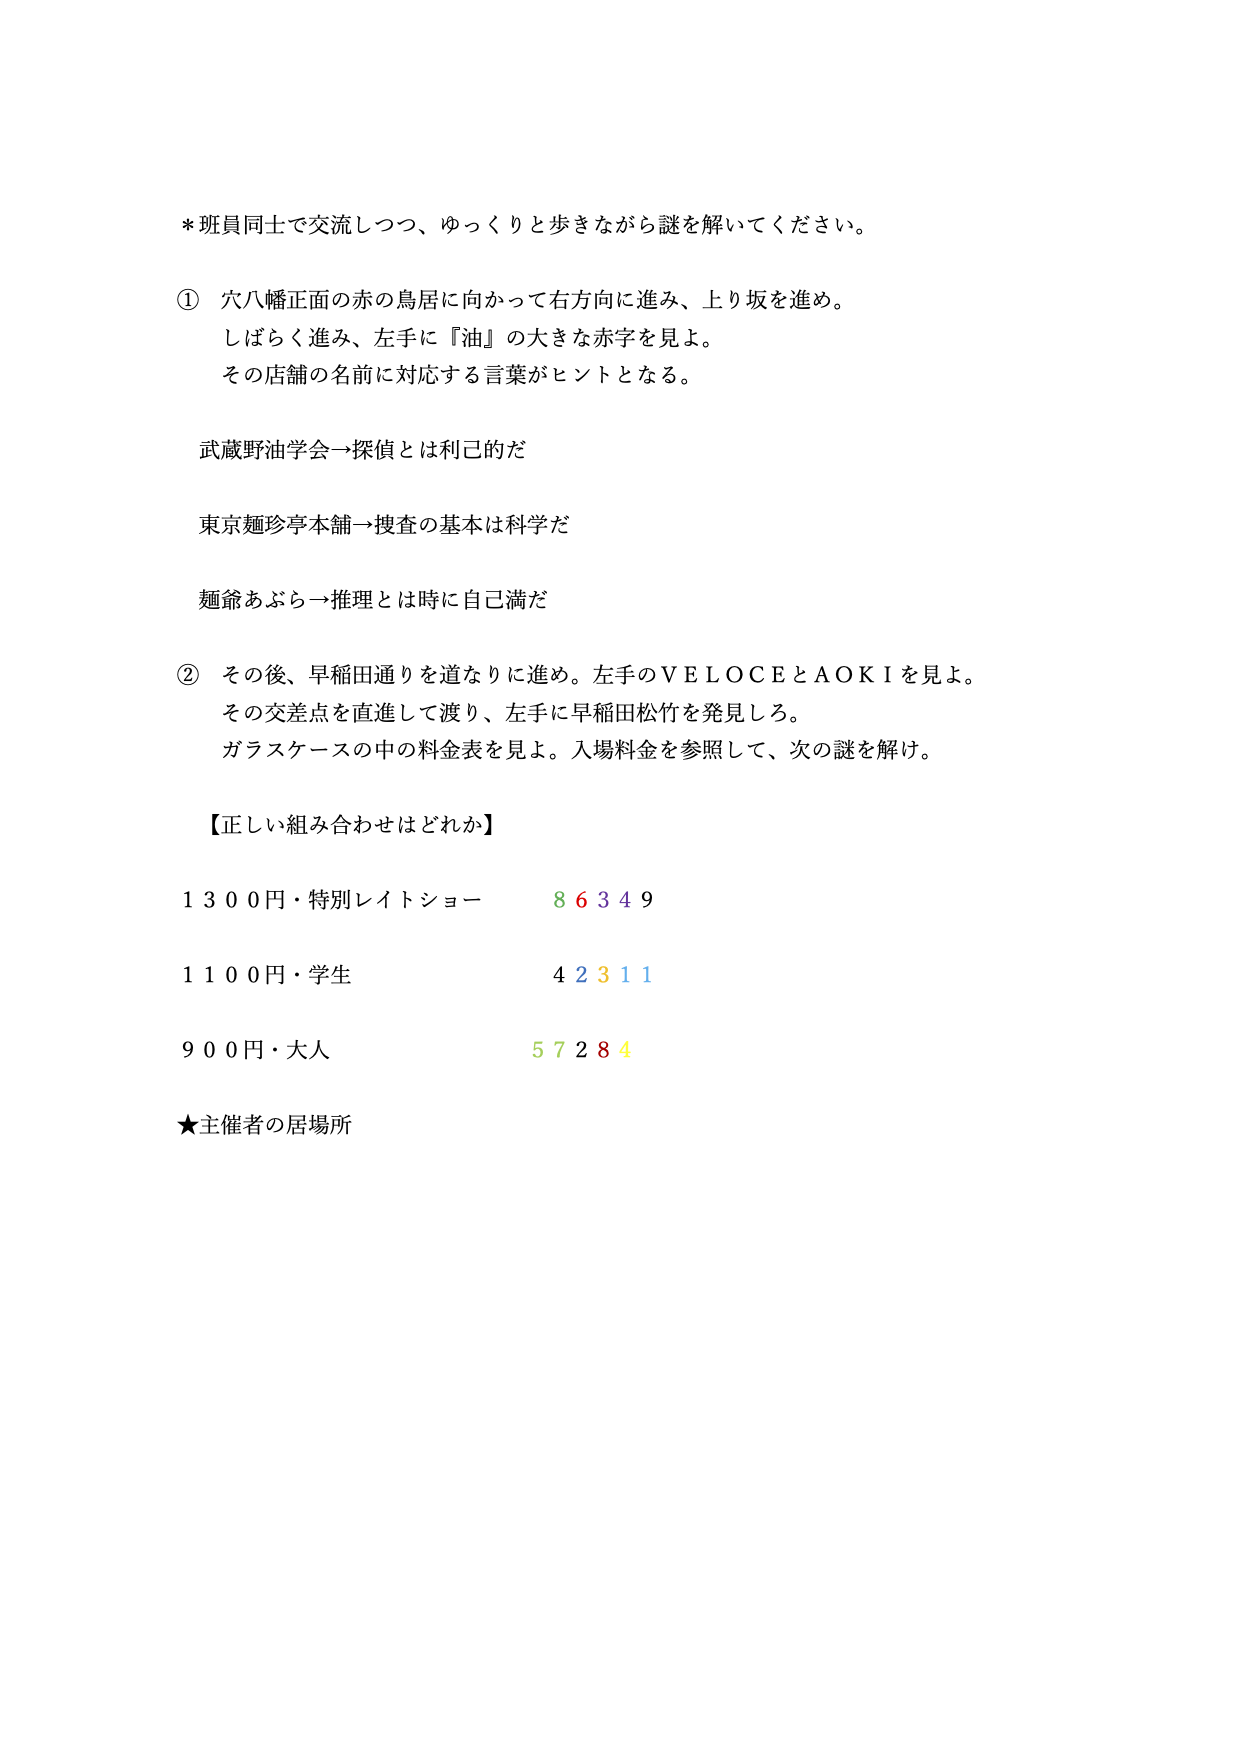 ＊班員同士で交流しつつ、ゆっくりと歩きながら謎を解いてください。
①　穴八幡正面の赤の鳥居に向かって右方向に進み、上り坂を進め。
しばらく進み、左手に『油』の大きな赤字を見よ。
その店舗の名前に対応する言葉がヒントとなる。
武蔵野油学会→探偵とは利己的だ
東京麺珍亭本舗→捜査の基本は科学だ
麺爺あぶら→推理とは時に自己満だ
②　その後、早稲田通りを道なりに進め。左手のＶＥＬＯＣＥとＡＯＫＩを見よ。
その交差点を直進して渡り、左手に早稲田松竹を発見しろ。
ガラスケースの中の料金表を見よ。入場料金を参照して、次の謎を解け。
【正しい組み合わせはどれか】
１３００円・特別レイトショー　　　８６３４９
１１００円・学生　　　　　　　　　４２３１１
９００円・大人　　　　　　　　　５７２８４
★主催者の居場所